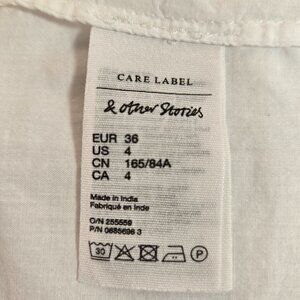 CARE LABEL
& other Stories
EUR 36
US 4
CN 165/84A
CA 4
Made in India
Fabriqué en Inde
O/N 255559
P/N 0885698 3
30 P